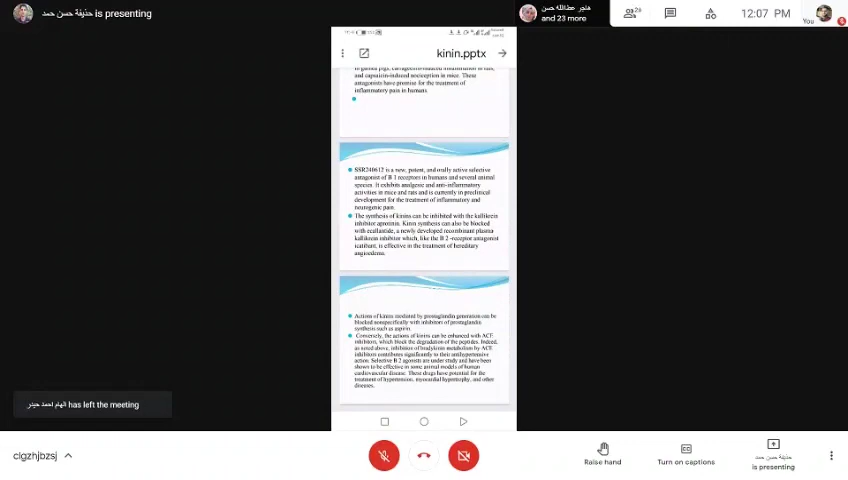 حذيفة حسن حمد is presenting
هاجر عطاالله حسن
and 23 more
12:07 PM
You
kinin.pptx
and capsaicin-induced nociception in mice. These
antagonists have promise for the treatment of
inflammatory pain in humans.
SSR240612 is a new, potent, and orally active selective
antagonist of B 1 receptors in humans and several animal
species. It exhibits analgesic and anti-inflammatory
activities in mice and rats and is currently in preclinical
development for the treatment of inflammatory and
neurogenic pain.
The synthesis of kinins can be inhibited with the kallikrein
inhibitor aprotinin. Kinin synthesis can also be blocked
with ecallantide, a newly developed recombinant plasma
kallikrein inhibitor which, like the B 2 -receptor antagonist
icatibant, is effective in the treatment of hereditary
angioedema.
Actions of kinins mediated by prostaglandin generation can be
blocked nonspecifically with inhibitors of prostaglandin
synthesis such as aspirin.
Conversely, the actions of kinins can be enhanced with ACE
inhibitors, which block the degradation of the peptides. Indeed,
as noted above, inhibition of bradykinin metabolism by ACE
inhibitors contributes significantly to their antihypertensive
action. Selective B 2 agonists are under study and have been
shown to be effective in some animal models of human
cardiovascular disease. These drugs have potential for the
treatment of hypertension, myocardial hypertrophy, and other
diseases.
الهام احمد حيدر has left the meeting
clgzhjbzsj
Raise hand
Turn on captions
حذيفة حسن حمد
is presenting